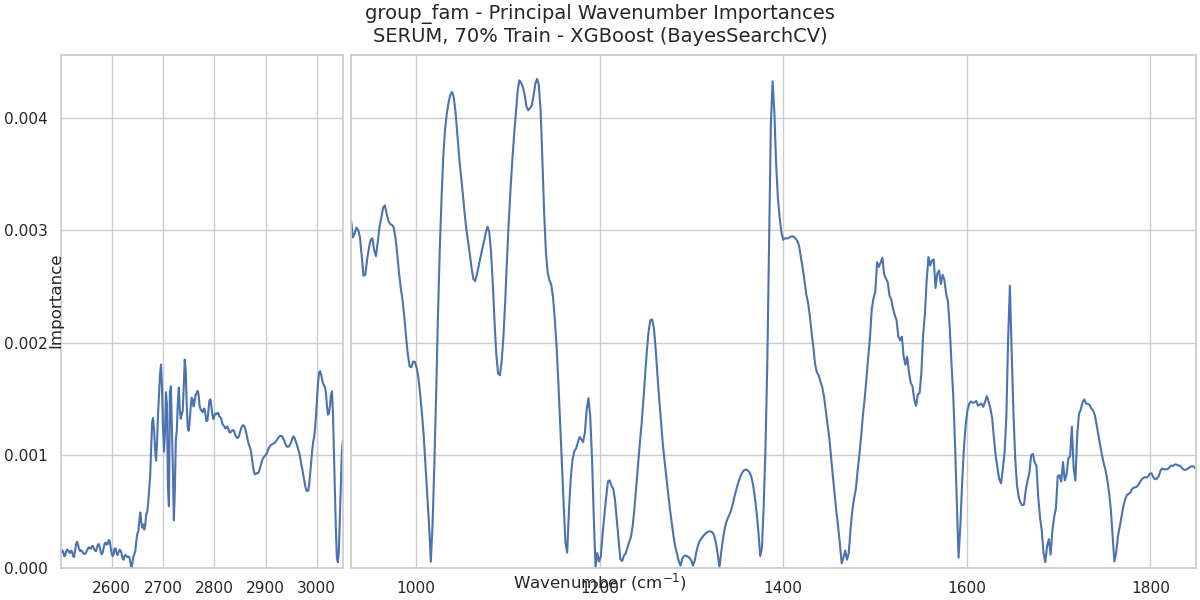 group_fam - Principal Wavenumber Importances
SERUM, 70% Train - XGBoost (BayesSearchCV)
0.004
0.003
0.002
0.001
0.000
Importance
2600 2700 2800 2900 3000 1000 1200 1400 1600 1800
Wavenumber (cm⁻¹)